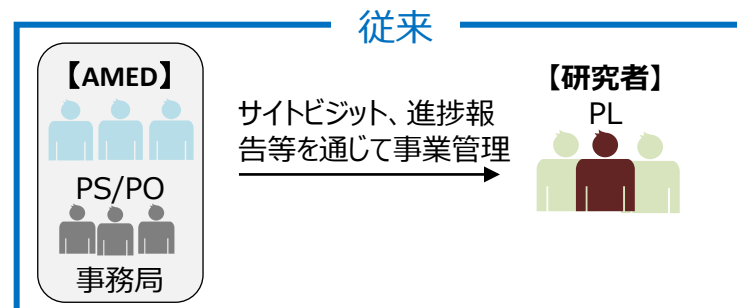 従来
【AMED】
PS/PO
事務局
サイトビジット、進捗報
告等を通じて事業管理
【研究者】
PL